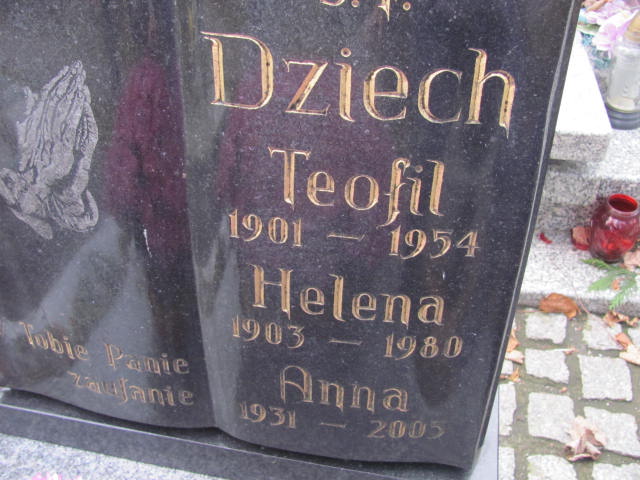 Ś. P.
Dziech
Teofil
1901 – 1954
Helena
1903 – 1980
Anna
1931 – 2005
Tobie Panie
zaufanie